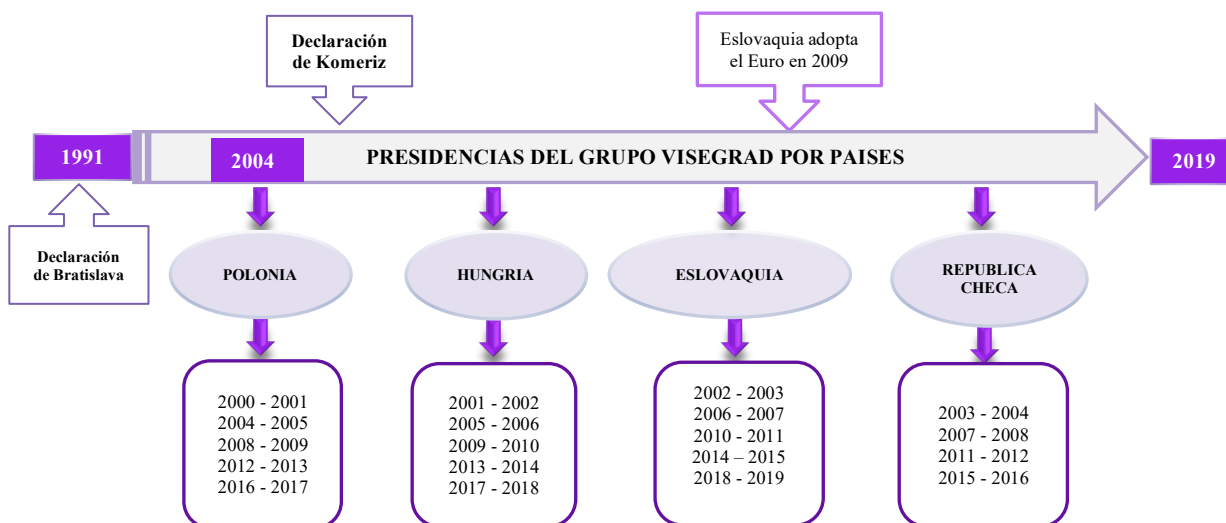 Declaración
de Komeriz
Eslovaquia adopta
el Euro en 2009
1991
2004
PRESIDENCIAS DEL GRUPO VISEGRAD POR PAISES
2019
Declaración
de Bratislava
POLONIA
HUNGRIA
ESLOVAQUIA
REPUBLICA
CHECA
2000 - 2001
2004 - 2005
2008 - 2009
2012 - 2013
2016 - 2017
2001 - 2002
2005 - 2006
2009 - 2010
2013 - 2014
2017 - 2018
2002 - 2003
2006 - 2007
2010 - 2011
2014 – 2015
2018 - 2019
2003 - 2004
2007 - 2008
2011 - 2012
2015 - 2016